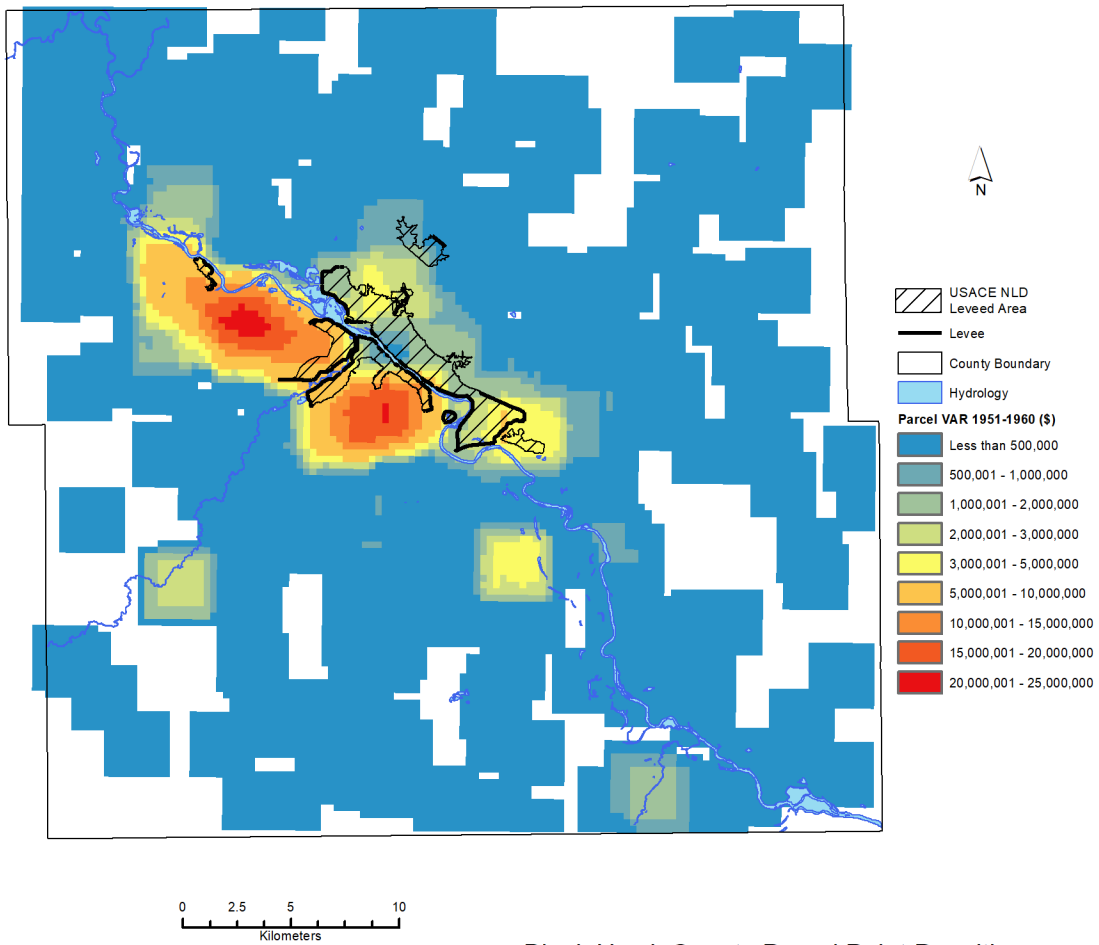 N
USACE NLD
Leveed Area
Levee
County Boundary
Hydrology
Parcel VAR 1951-1960 ($)
Less than 500,000
500,001 - 1,000,000
1,000,001 - 2,000,000
2,000,001 - 3,000,000
3,000,001 - 5,000,000
5,000,001 - 10,000,000
10,000,001 - 15,000,000
15,000,001 - 20,000,000
20,000,001 - 25,000,000
0 2.5 5 10
Kilometers